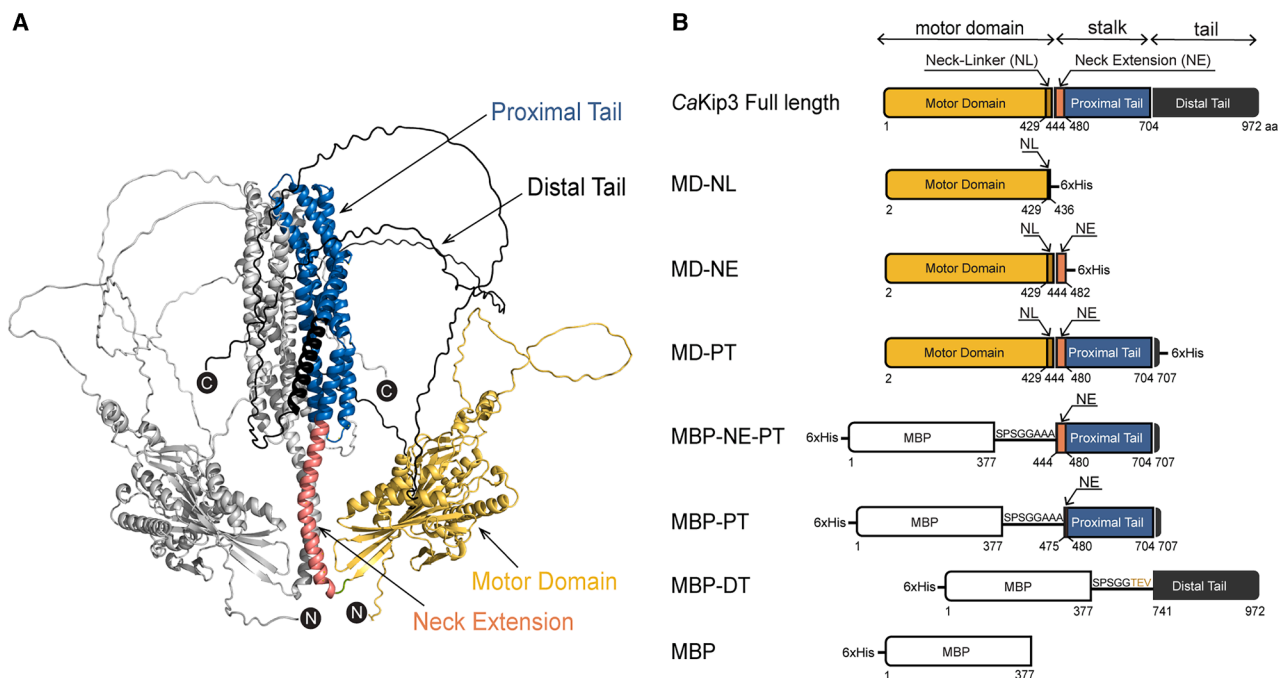 A
Proximal Tail
Distal Tail
C
C
Motor Domain
N
N
Neck Extension
B
motor domain
stalk
tail
Neck-Linker (NL)
Neck Extension (NE)
CaKip3 Full length
Motor Domain
Proximal Tail
Distal Tail
1
429
444
480
704
972 aa
NL
MD-NL
Motor Domain
6xHis
2
429
436
NL
NE
MD-NE
Motor Domain
6xHis
2
429
444
482
NL
NE
MD-PT
Motor Domain
Proximal Tail
6xHis
2
429
444
480
704
707
NE
MBP-NE-PT
6xHis
MBP
SPSGGAAA
Proximal Tail
1
377
444
480
704
707
NE
MBP-PT
6xHis
MBP
SPSGGAAA
Proximal Tail
1
377
475
480
704
707
MBP-DT
6xHis
MBP
SPSGGTEV
Distal Tail
1
377
741
972
MBP
6xHis
MBP
1
377